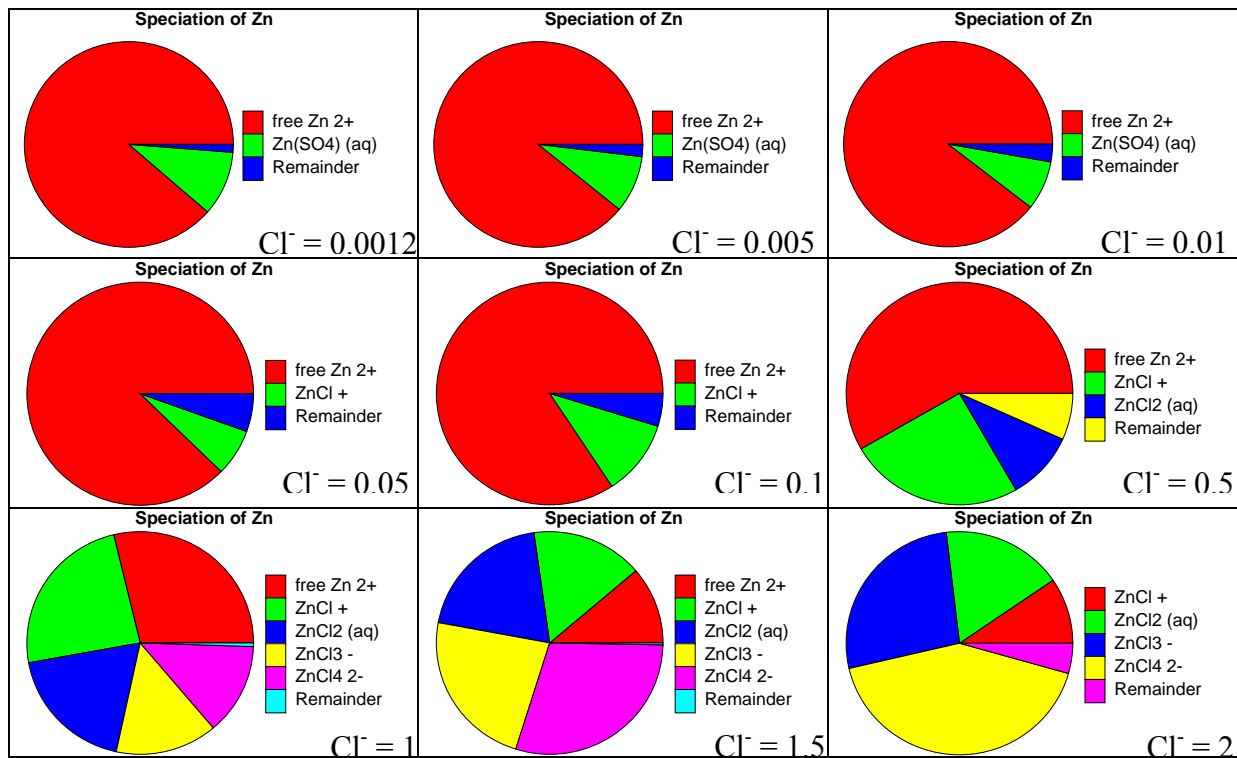 Speciation of Zn
free Zn 2+
Zn(SO4) (aq)
Remainder
Cl⁻ = 0.0012
Speciation of Zn
free Zn 2+
Zn(SO4) (aq)
Remainder
Cl⁻ = 0.005
Speciation of Zn
free Zn 2+
Zn(SO4) (aq)
Remainder
Cl⁻ = 0.01
Speciation of Zn
free Zn 2+
ZnCl +
Remainder
Cl⁻ = 0.05
Speciation of Zn
free Zn 2+
ZnCl +
Remainder
Cl⁻ = 0.1
Speciation of Zn
free Zn 2+
ZnCl +
ZnCl2 (aq)
Remainder
Cl⁻ = 0.5
Speciation of Zn
free Zn 2+
ZnCl +
ZnCl2 (aq)
ZnCl3 -
ZnCl4 2-
Remainder
Cl⁻ = 1
Speciation of Zn
free Zn 2+
ZnCl +
ZnCl2 (aq)
ZnCl3 -
ZnCl4 2-
Remainder
Cl⁻ = 1.5
Speciation of Zn
ZnCl +
ZnCl2 (aq)
ZnCl3 -
ZnCl4 2-
Remainder
Cl⁻ = 2